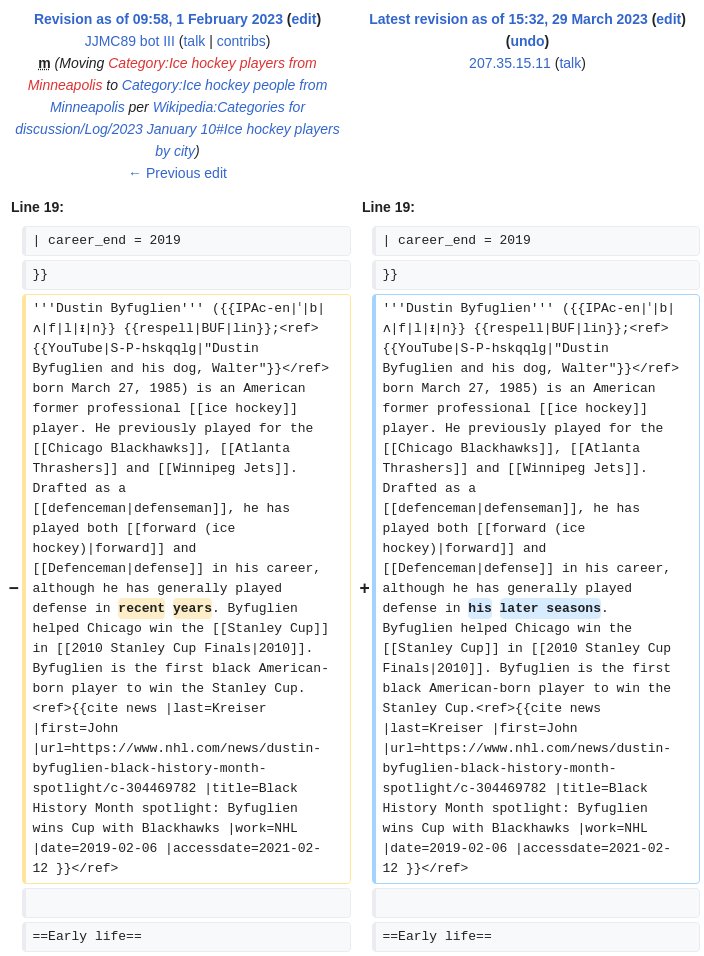 Revision as of 09:58, 1 February 2023 (edit)
JJMC89 bot III (talk | contribs)
m (Moving Category:Ice hockey players from
Minneapolis to Category:Ice hockey people from
Minneapolis per Wikipedia:Categories for
discussion/Log/2023 January 10#Ice hockey players
by city)
← Previous edit
Latest revision as of 15:32, 29 March 2023 (edit)
(undo)
207.35.15.11 (talk)
Line 19:
| career_end = 2019
}}
−
'''Dustin Byfuglien''' ({{IPAc-en|ˈ|b|
ʌ|f|l|ɪ|n}} {{respell|BUF|lin}};<ref>
{{YouTube|S-P-hskqqlg|"Dustin
Byfuglien and his dog, Walter"}}</ref>
born March 27, 1985) is an American
former professional [[ice hockey]]
player. He previously played for the
[[Chicago Blackhawks]], [[Atlanta
Thrashers]] and [[Winnipeg Jets]].
Drafted as a
[[defenceman|defenseman]], he has
played both [[forward (ice
hockey)|forward]] and
[[Defenceman|defense]] in his career,
although he has generally played
defense in recent years. Byfuglien
helped Chicago win the [[Stanley Cup]]
in [[2010 Stanley Cup Finals|2010]].
Byfuglien is the first black American-
born player to win the Stanley Cup.
<ref>{{cite news |last=Kreiser
|first=John
|url=https://www.nhl.com/news/dustin-
byfuglien-black-history-month-
spotlight/c-304469782 |title=Black
History Month spotlight: Byfuglien
wins Cup with Blackhawks |work=NHL
|date=2019-02-06 |accessdate=2021-02-
12 }}</ref>
==Early life==
Line 19:
| career_end = 2019
}}
+
'''Dustin Byfuglien''' ({{IPAc-en|ˈ|b|
ʌ|f|l|ɪ|n}} {{respell|BUF|lin}};<ref>
{{YouTube|S-P-hskqqlg|"Dustin
Byfuglien and his dog, Walter"}}</ref>
born March 27, 1985) is an American
former professional [[ice hockey]]
player. He previously played for the
[[Chicago Blackhawks]], [[Atlanta
Thrashers]] and [[Winnipeg Jets]].
Drafted as a
[[defenceman|defenseman]], he has
played both [[forward (ice
hockey)|forward]] and
[[Defenceman|defense]] in his career,
although he has generally played
defense in his later seasons.
Byfuglien helped Chicago win the
[[Stanley Cup]] in [[2010 Stanley Cup
Finals|2010]]. Byfuglien is the first
black American-born player to win the
Stanley Cup.<ref>{{cite news
|last=Kreiser |first=John
|url=https://www.nhl.com/news/dustin-
byfuglien-black-history-month-
spotlight/c-304469782 |title=Black
History Month spotlight: Byfuglien
wins Cup with Blackhawks |work=NHL
|date=2019-02-06 |accessdate=2021-02-
12 }}</ref>
==Early life==